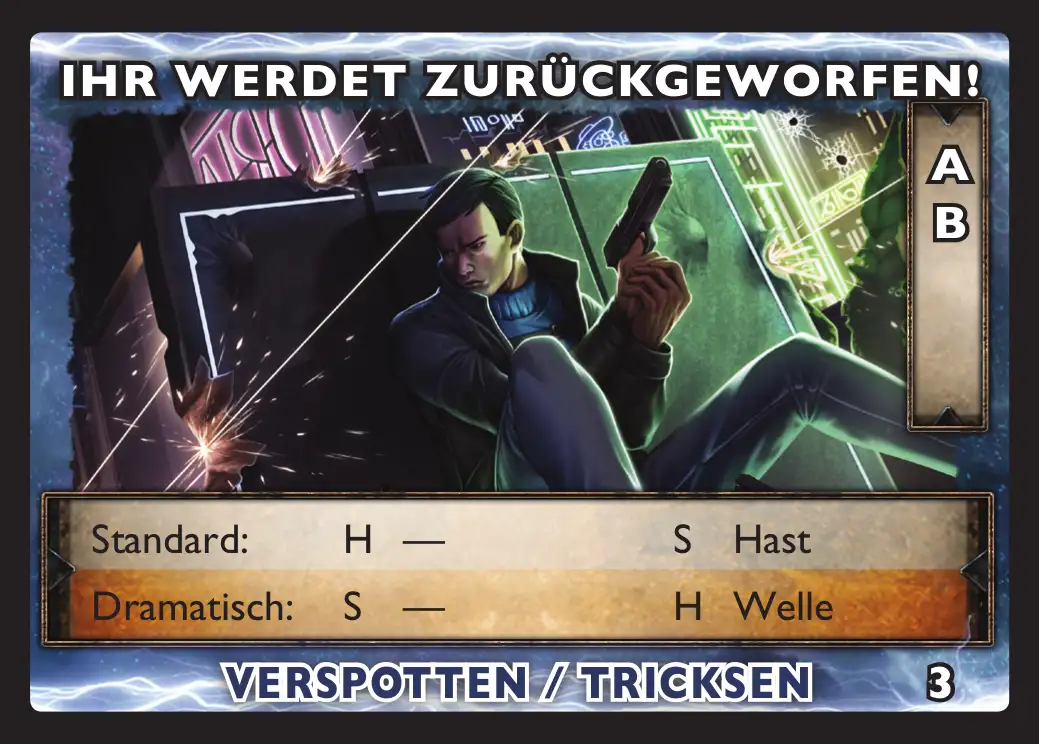 IHR WERDET ZURÜCKGEWORFEN!
A
B
Standard: H — S Hast
Dramatisch: S — H Welle
VERSPOTTEN / TRICKSEN 3